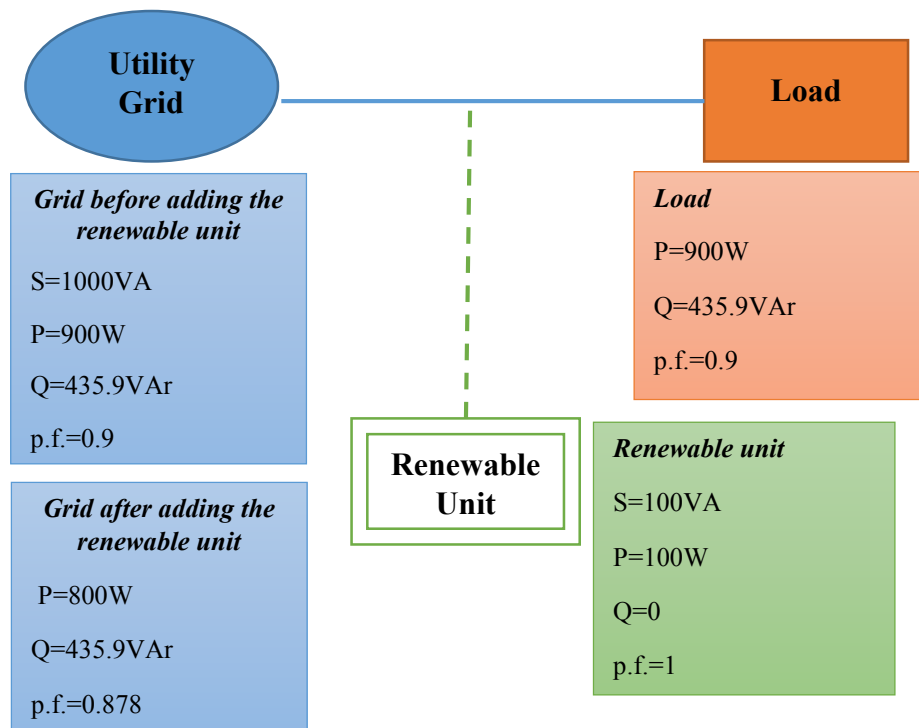 Utility
Grid
Load
Grid before adding the
renewable unit
S=1000VA
P=900W
Q=435.9VAr
p.f.=0.9
Load
P=900W
Q=435.9VAr
p.f.=0.9
Renewable
Unit
Renewable unit
S=100VA
P=100W
Q=0
p.f.=1
Grid after adding the
renewable unit
P=800W
Q=435.9VAr
p.f.=0.878